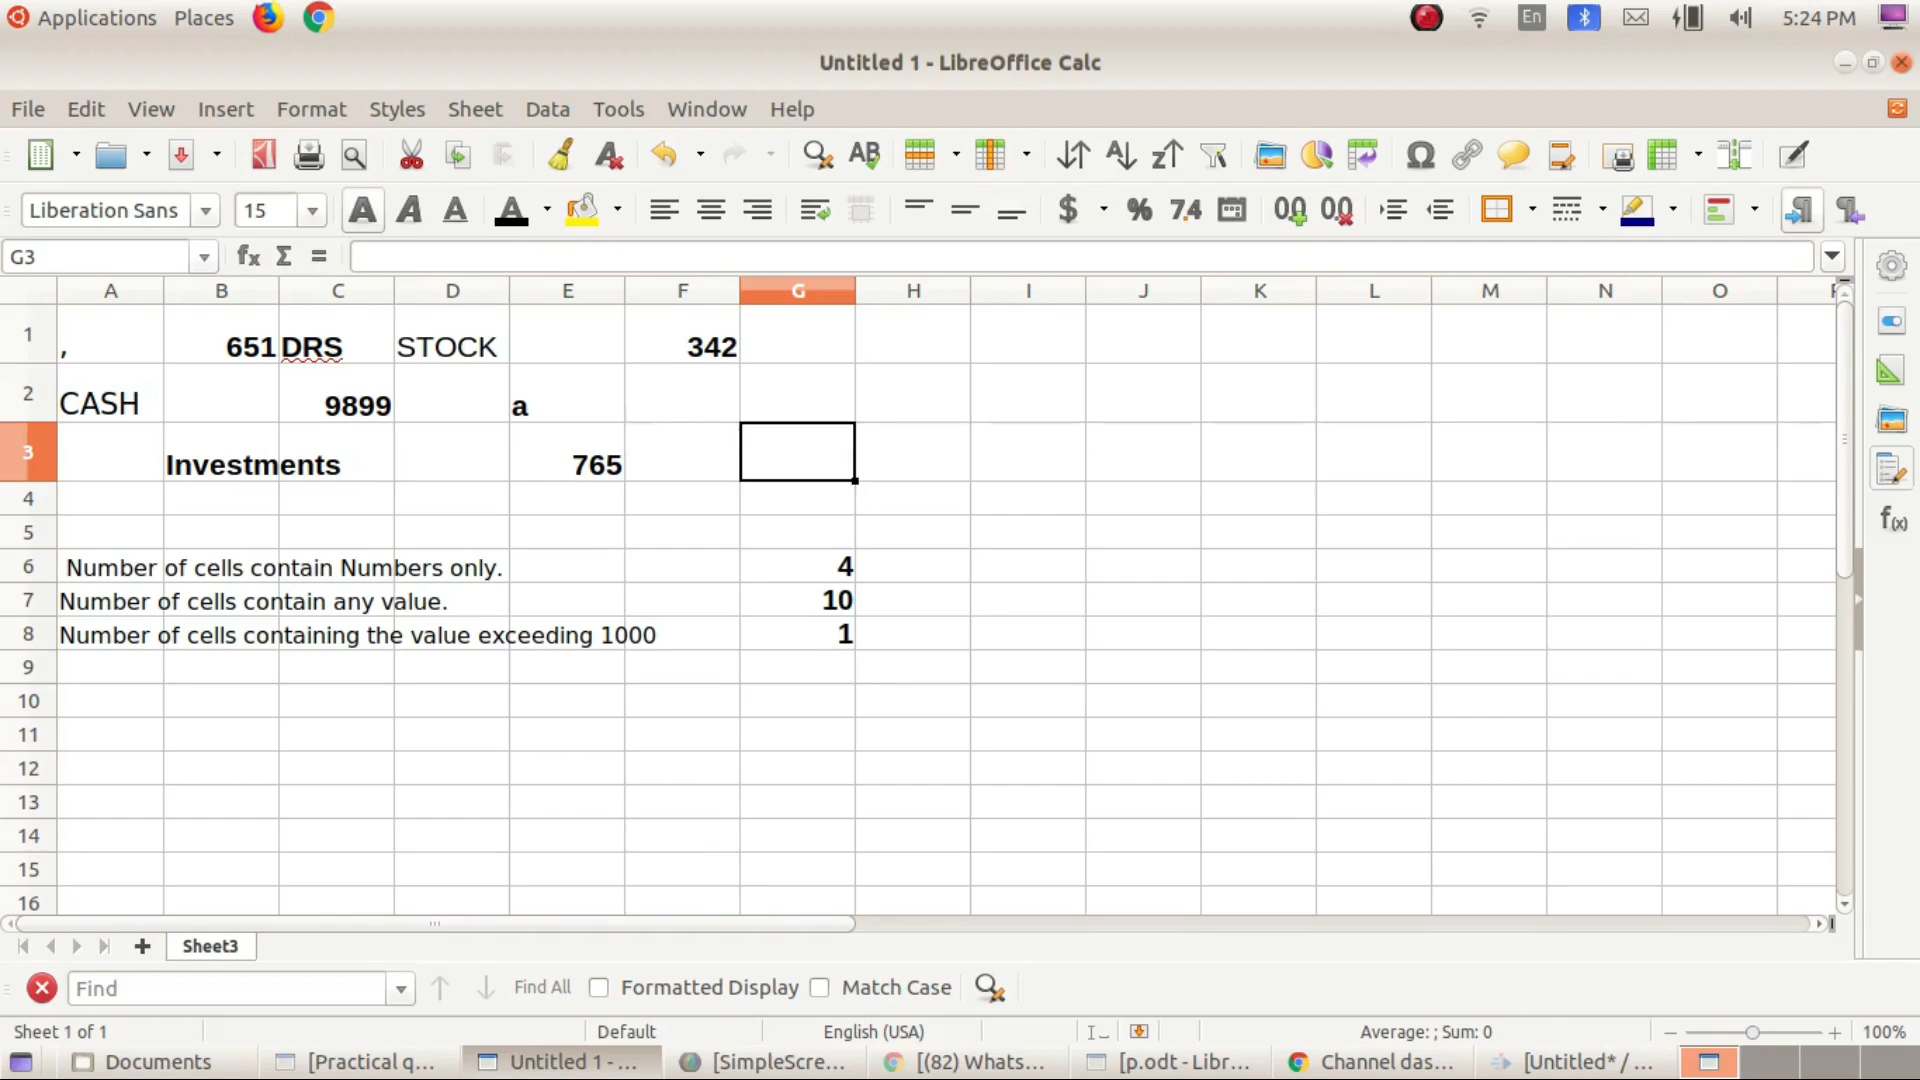 Applications Places En 5:24 PM
Untitled 1 - LibreOffice Calc
File Edit View Insert Format Styles Sheet Data Tools Window Help
Liberation Sans 15
G3
A B C D E F G H I J K L M N O
1 , 651 DRS STOCK 342
2 CASH 9899 a
3 Investments 765
4
5
6 Number of cells contain Numbers only. 4
7 Number of cells contain any value. 10
8 Number of cells containing the value exceeding 1000 1
9
10
11
12
13
14
15
16
Sheet3
Find Find All Formatted Display Match Case
Sheet 1 of 1 Default English (USA) Average: ; Sum: 0 100%
Documents [Practical q... Untitled 1 - ... [SimpleScre... [(82) Whats... [p.odt - Libr... Channel das... [Untitled* / ...